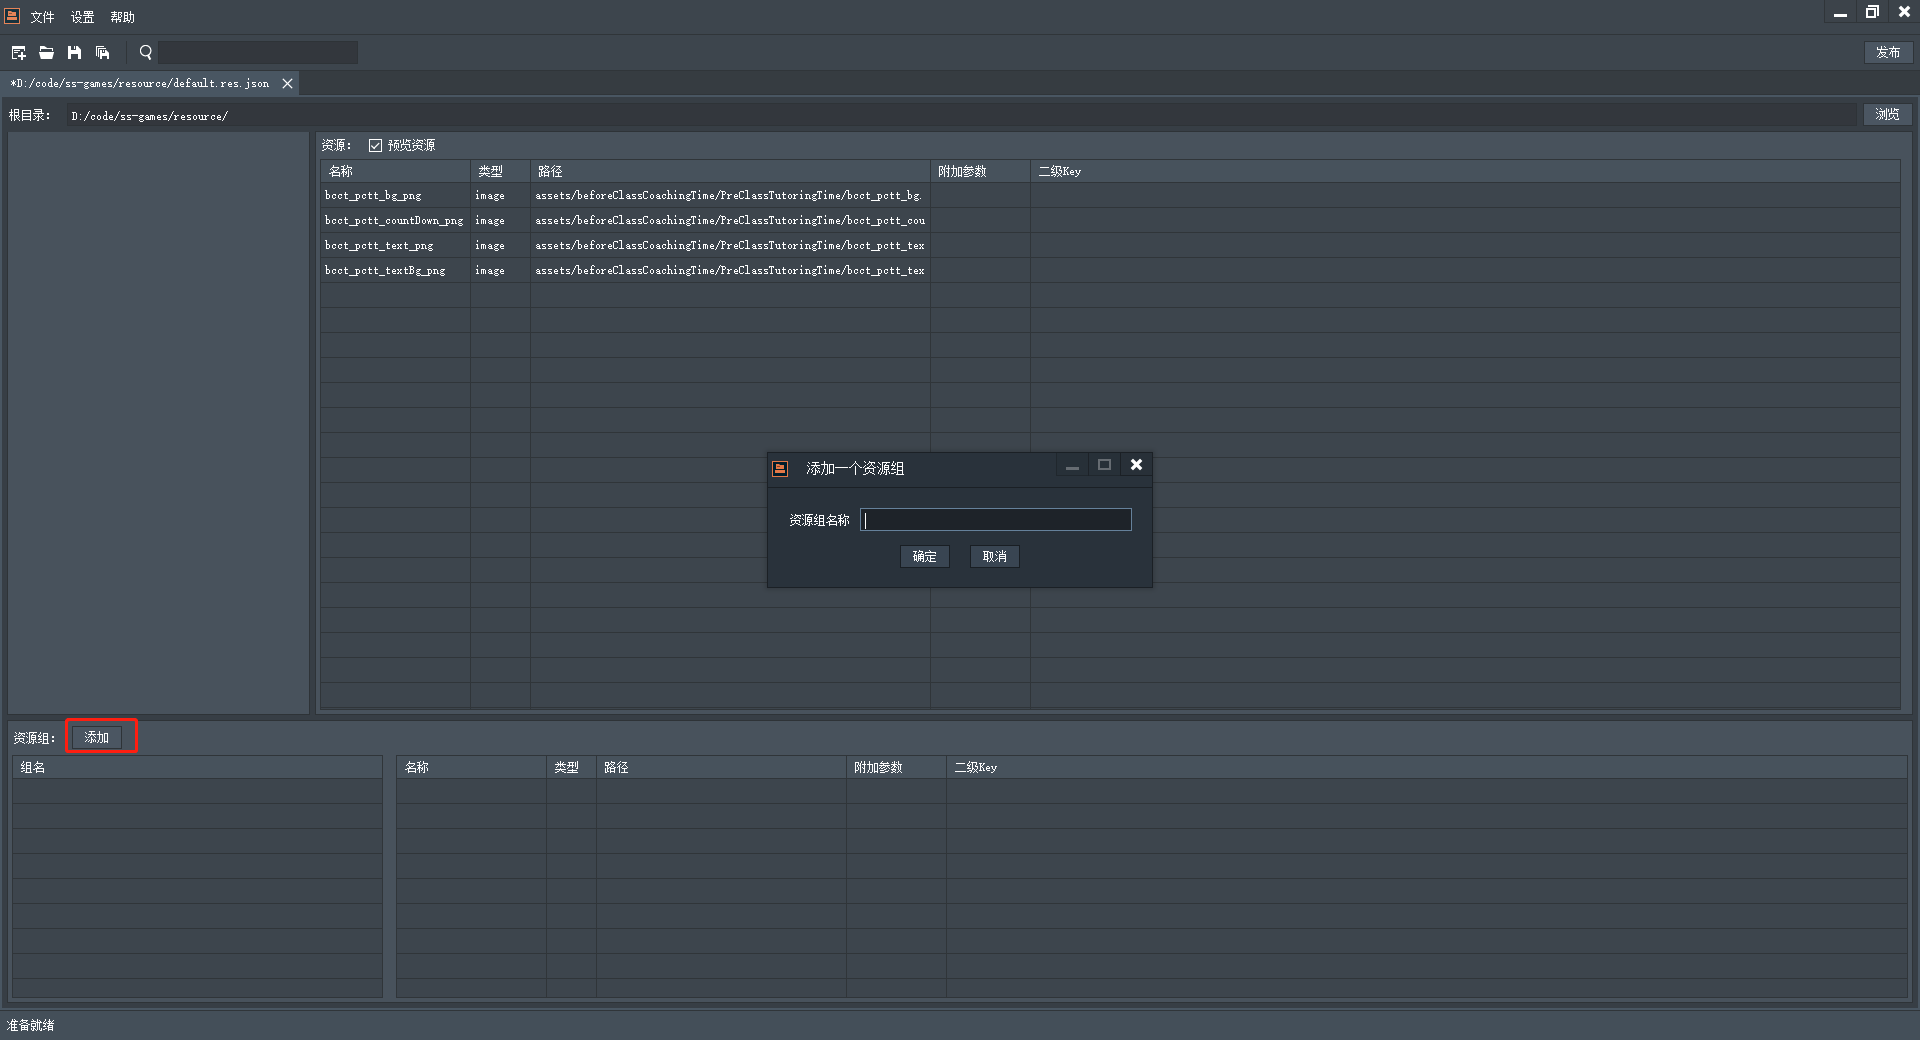 文件 设置 帮助
发布
*D:/code/ss-games/resource/default.res.json
根目录： D:/code/ss-games/resource/ 浏览
资源： 预览资源
名称 类型 路径 附加参数 二级Key
bcct_pctt_bg_png image assets/beforeClassCoachingTime/PreClassTutoringTime/bcct_pctt_bg.
bcct_pctt_countDown_png image assets/beforeClassCoachingTime/PreClassTutoringTime/bcct_pctt_cou
bcct_pctt_text_png image assets/beforeClassCoachingTime/PreClassTutoringTime/bcct_pctt_tex
bcct_pctt_textBg_png image assets/beforeClassCoachingTime/PreClassTutoringTime/bcct_pctt_tex
添加一个资源组
资源组名称
确定 取消
资源组： 添加
组名 名称 类型 路径 附加参数 二级Key
准备就绪